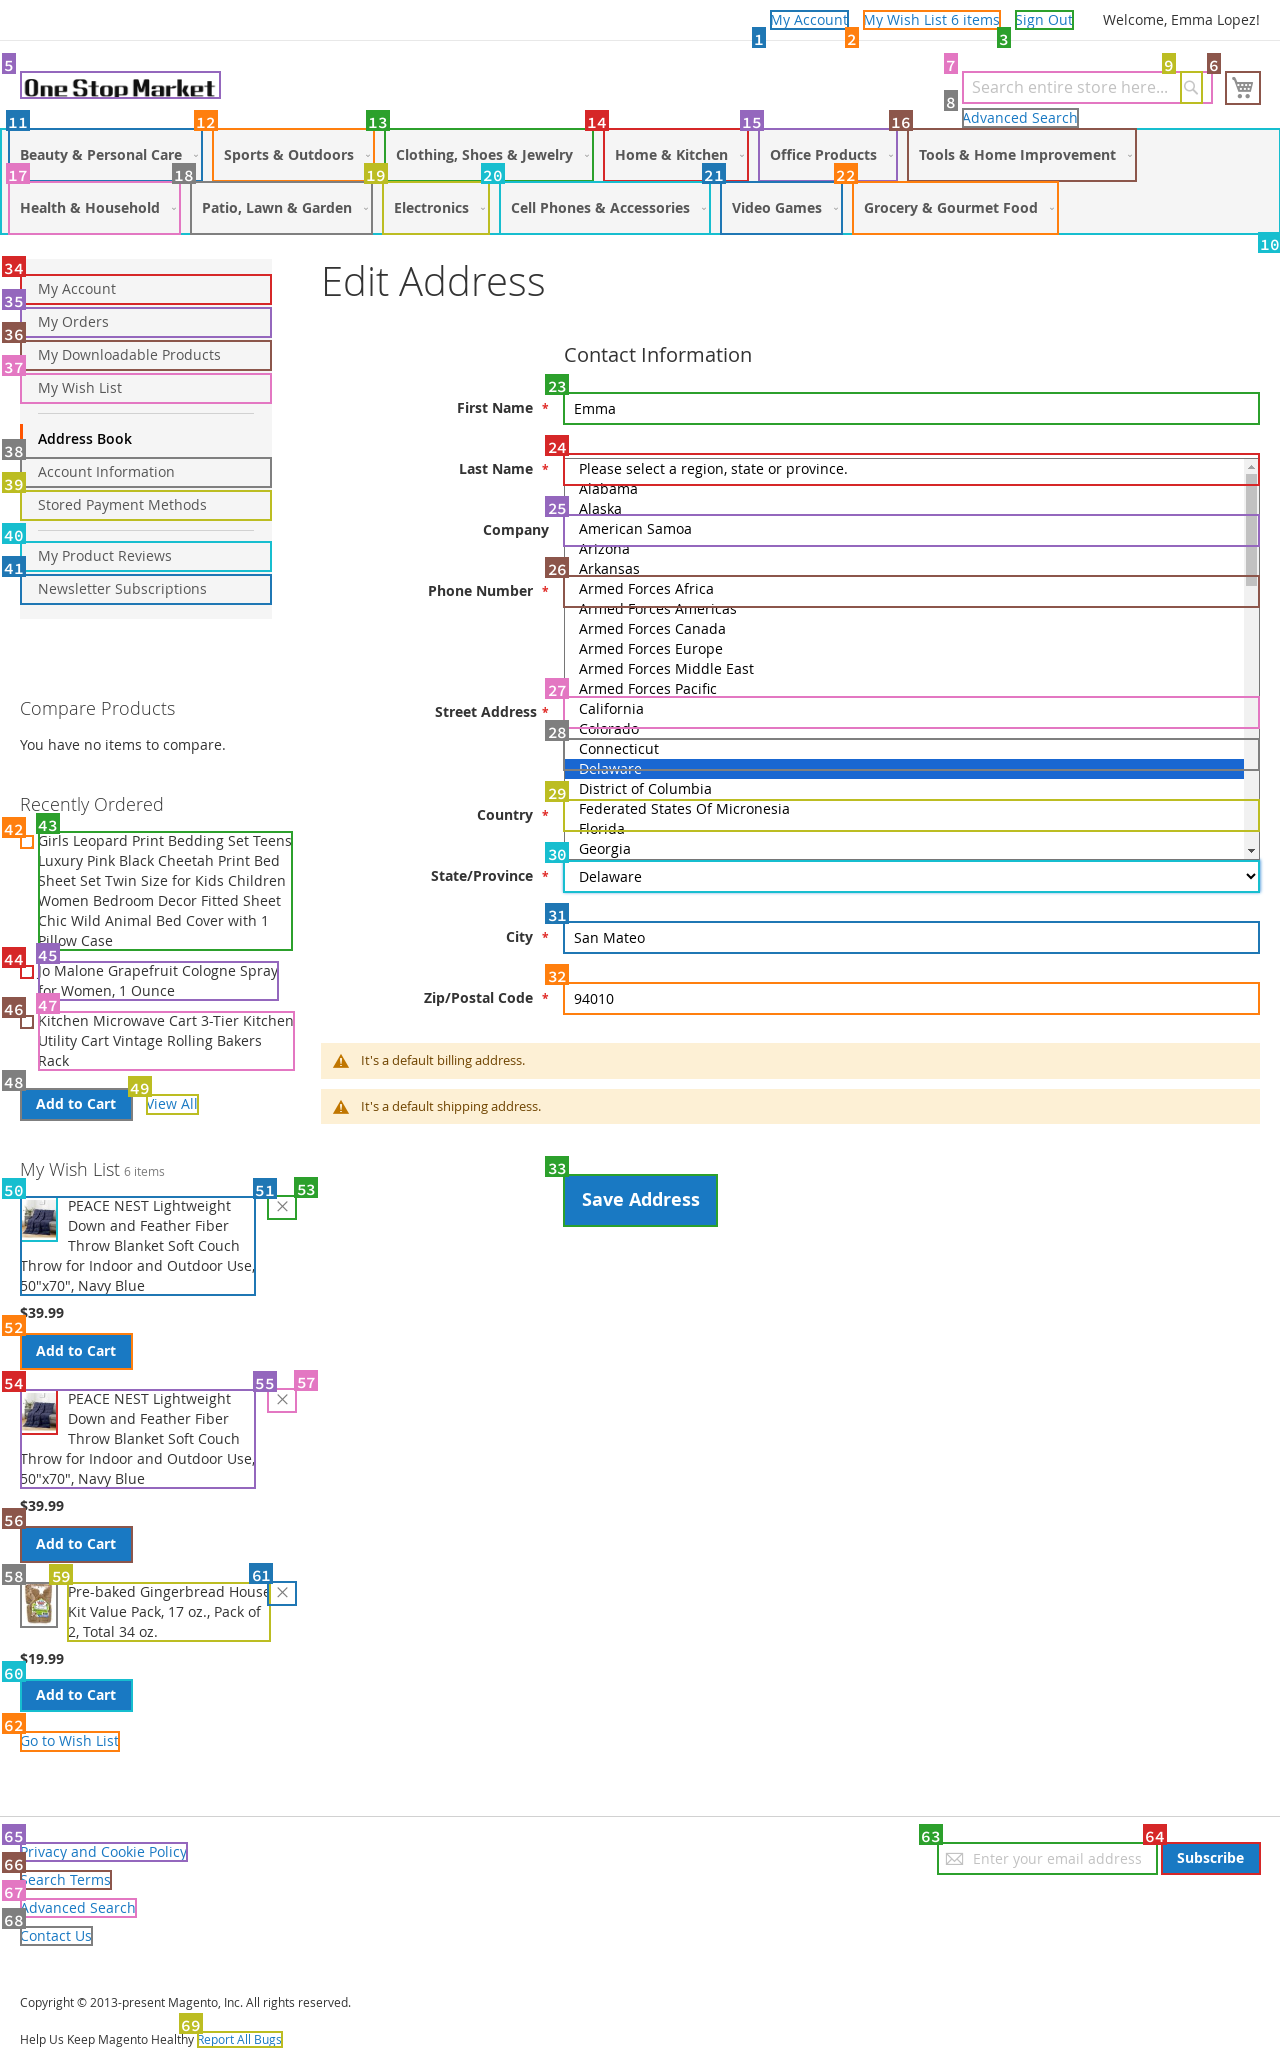 My Account
My Wish List 6 items
Sign Out
Welcome, Emma Lopez!
1
2
3
5
One Stop Market
7
Search entire store here...
9
6
8
Advanced Search
11
12
13
14
15
16
Beauty & Personal Care
Sports & Outdoors
Clothing, Shoes & Jewelry
Home & Kitchen
Office Products
Tools & Home Improvement
17
18
19
20
21
22
Health & Household
Patio, Lawn & Garden
Electronics
Cell Phones & Accessories
Video Games
Grocery & Gourmet Food
10
34
My Account
35
My Orders
36
My Downloadable Products
37
My Wish List
Address Book
38
Account Information
39
Stored Payment Methods
40
My Product Reviews
41
Newsletter Subscriptions
Compare Products
You have no items to compare.
Recently Ordered
42
43
Girls Leopard Print Bedding Set Teens
Luxury Pink Black Cheetah Print Bed
Sheet Set Twin Size for Kids Children
Women Bedroom Decor Fitted Sheet
Chic Wild Animal Bed Cover with 1
Pillow Case
44
45
Jo Malone Grapefruit Cologne Spray
for Women, 1 Ounce
46
47
Kitchen Microwave Cart 3-Tier Kitchen
Utility Cart Vintage Rolling Bakers
Rack
48
Add to Cart
49
View All
My Wish List 6 items
50
51
53
PEACE NEST Lightweight
Down and Feather Fiber
Throw Blanket Soft Couch
Throw for Indoor and Outdoor Use,
50"x70", Navy Blue
$39.99
52
Add to Cart
54
55
57
PEACE NEST Lightweight
Down and Feather Fiber
Throw Blanket Soft Couch
Throw for Indoor and Outdoor Use,
50"x70", Navy Blue
$39.99
56
Add to Cart
58
59
61
Pre-baked Gingerbread House
Kit Value Pack, 17 oz., Pack of
2, Total 34 oz.
$19.99
60
Add to Cart
62
Go to Wish List
Edit Address
Contact Information
23
First Name *
Emma
24
Last Name *
Please select a region, state or province.
Alabama
25
Alaska
Company
American Samoa
Arizona
26
Arkansas
Phone Number *
Armed Forces Africa
Armed Forces Americas
Armed Forces Canada
Armed Forces Europe
Armed Forces Middle East
27
Armed Forces Pacific
Street Address *
California
28
Colorado
Connecticut
Delaware
29
District of Columbia
Country *
Federated States Of Micronesia
Florida
30
Georgia
State/Province *
Delaware
31
City *
San Mateo
32
Zip/Postal Code *
94010
It's a default billing address.
It's a default shipping address.
33
Save Address
65
Privacy and Cookie Policy
66
Search Terms
67
Advanced Search
68
Contact Us
63
Enter your email address
64
Subscribe
Copyright © 2013-present Magento, Inc. All rights reserved.
69
Help Us Keep Magento Healthy Report All Bugs